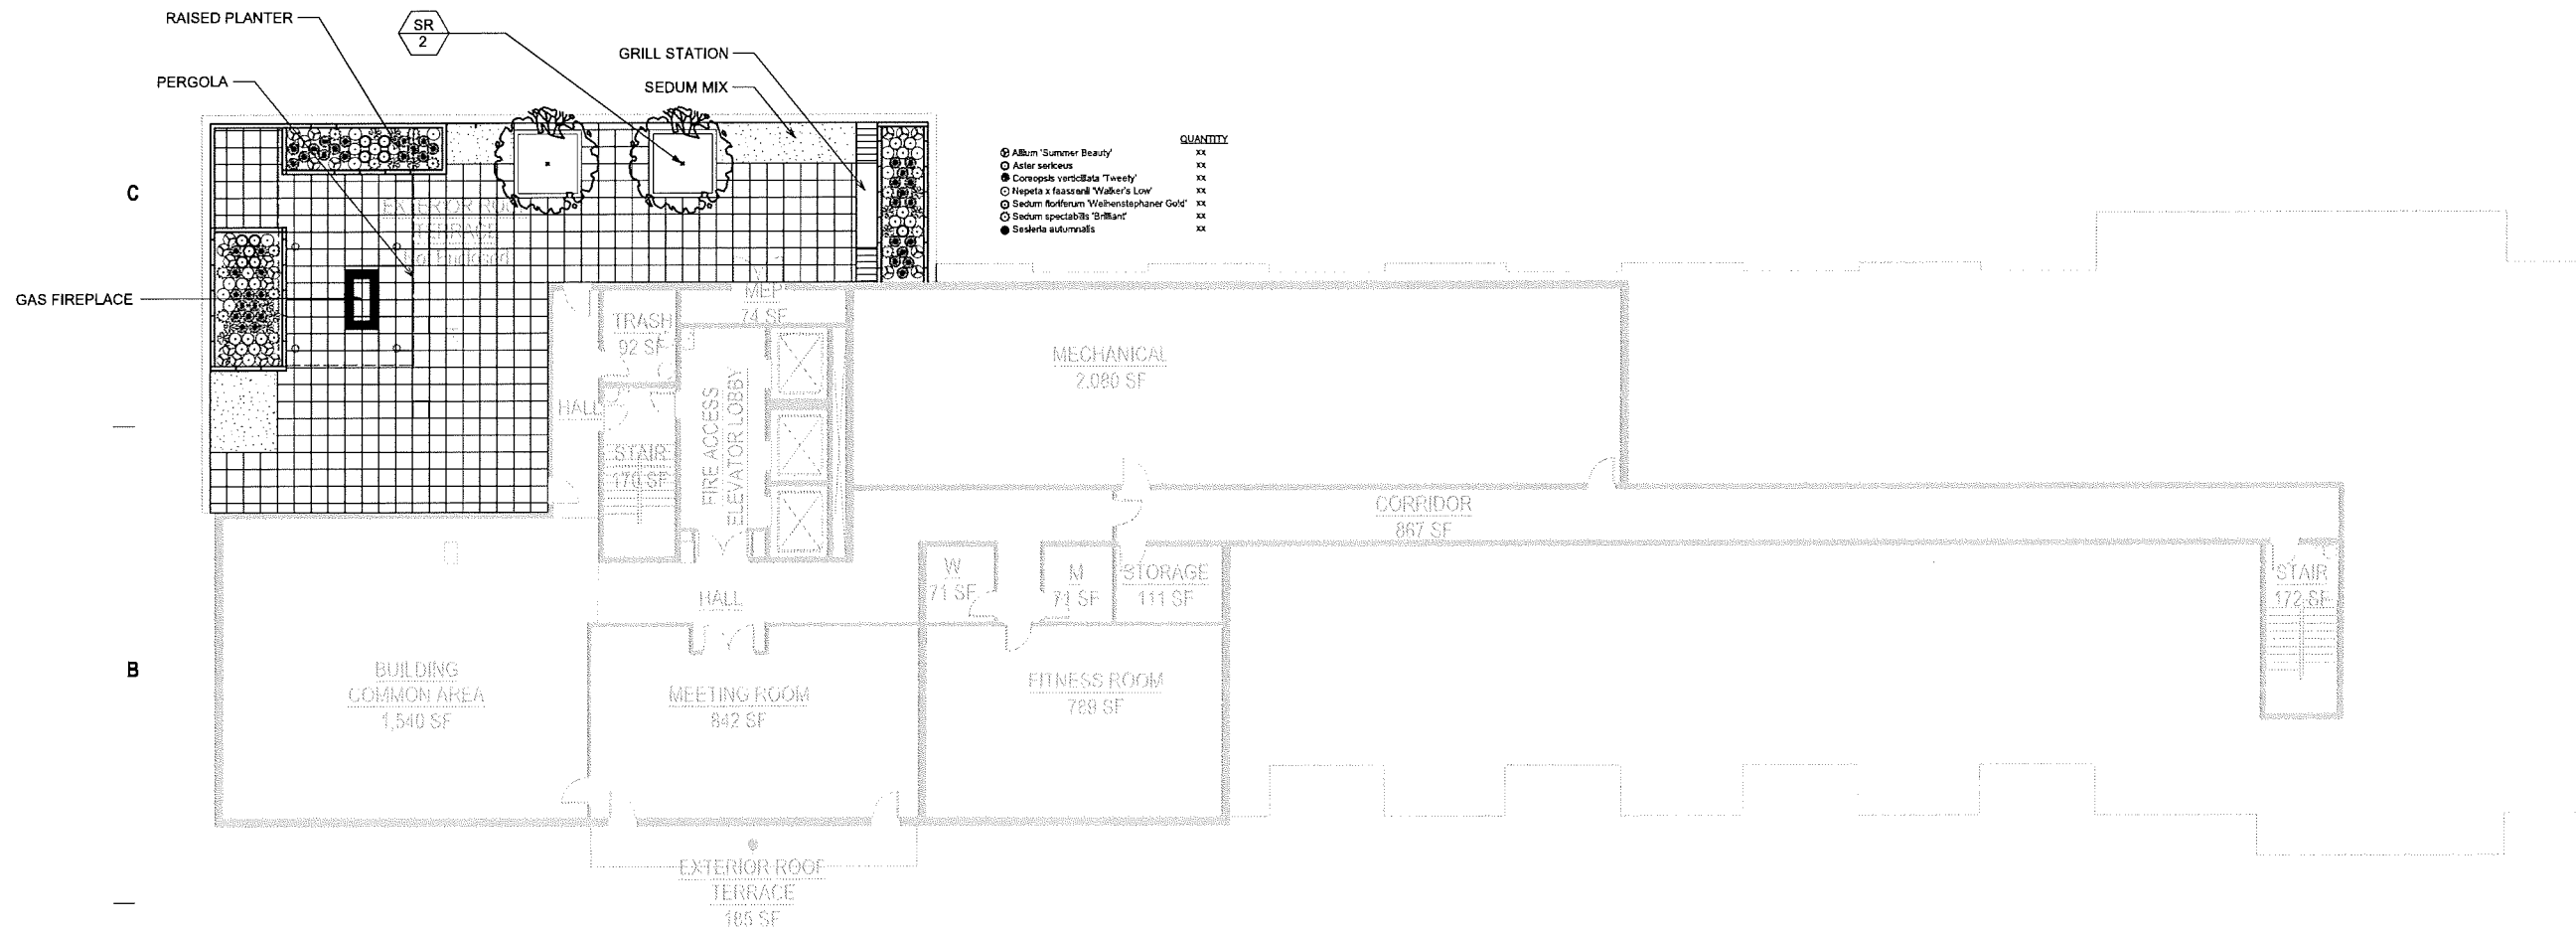 RAISED PLANTER
SR
2
GRILL STATION
PERGOLA
SEDUM MIX
QUANTITY
Allium 'Summer Beauty' xx
Aster sericeus xx
Coreopsis verticillata 'Tweety' xx
Nepeta x faassenii 'Walker's Low' xx
Sedum floriferum 'Weihenstephaner Gold' xx
Sedum spectabilis 'Brilliant' xx
Sesleria autumnalis xx
C
EXTERIOR ROOF
TERRACE
Enclosed
GAS FIREPLACE
MEP
74 SF
TRASH
92 SF
MECHANICAL
2,080 SF
HALL
FIRE ACCESS
ELEVATOR LOBBY
STAIR
170 SF
CORRIDOR
867 SF
W
71 SF
M
71 SF
STORAGE
111 SF
STAIR
172 SF
HALL
B
BUILDING
COMMON AREA
1,540 SF
MEETING ROOM
842 SF
FITNESS ROOM
789 SF
EXTERIOR ROOF
TERRACE
185 SF